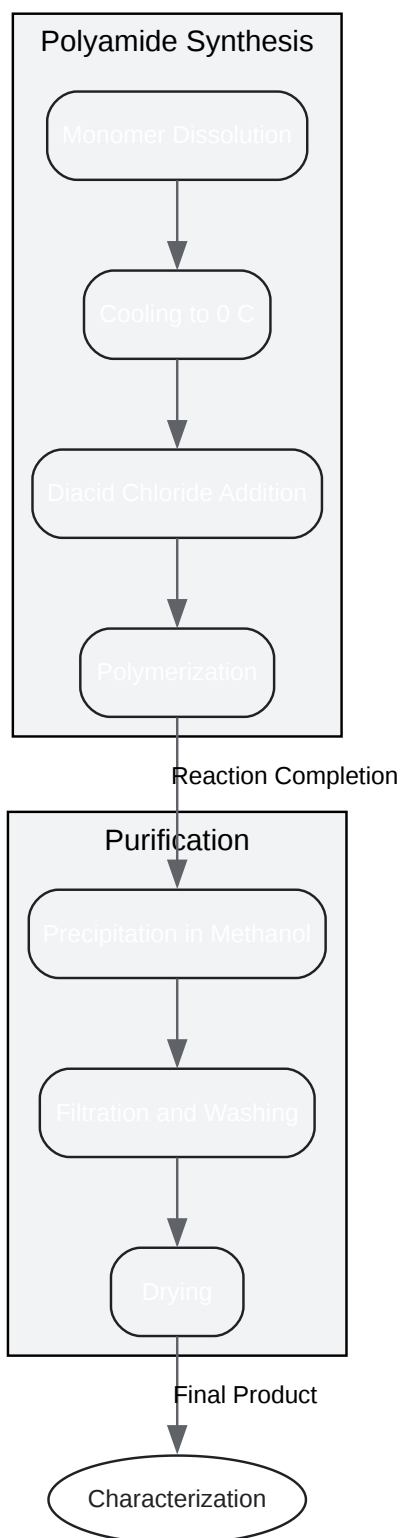 Polyamide Synthesis
Monomer Dissolution
Cooling to 0 C
Diacid Chloride Addition
Polymerization
Reaction Completion
Purification
Precipitation in Methanol
Filtration and Washing
Drying
Final Product
Characterization